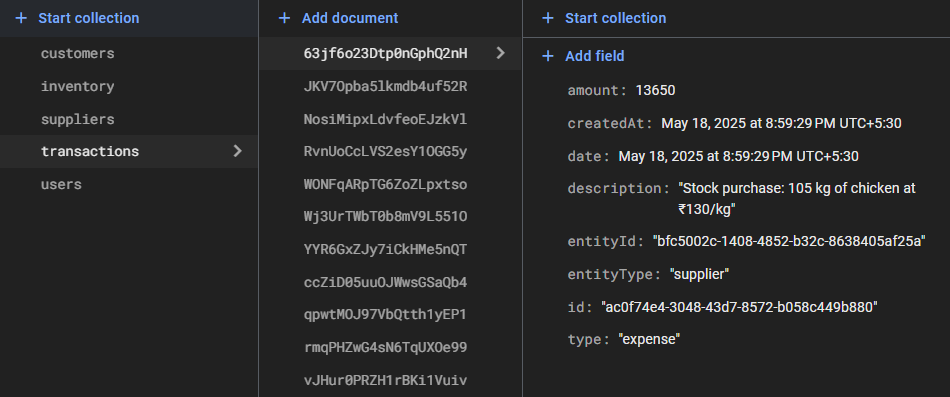 + Start collection
customers
inventory
suppliers
transactions
users
+ Add document
63jf6o23Dtp0nGphQ2nH
JKV7Opba5lkmdb4uf52R
NosiMipxLdvfeoEJzkVl
RvnUoCcLVS2esY1OGG5y
WONFqARpTG6ZoZLpxtso
Wj3UrTWbT0b8mV9L551O
YYR6GxZJy7iCkHMe5nQT
ccZiD05uuOJWwsGSaQb4
qpwtMOJ97VbQtth1yEP1
rmqPHZwG4sN6TqUXOe99
vJHur0PRZH1rBKi1Vuiv
+ Start collection
+ Add field
amount: 13650
createdAt: May 18, 2025 at 8:59:29 PM UTC+5:30
date: May 18, 2025 at 8:59:29 PM UTC+5:30
description: "Stock purchase: 105 kg of chicken at
₹130/kg"
entityId: "bfc5002c-1408-4852-b32c-8638405af25a"
entityType: "supplier"
id: "ac0f74e4-3048-43d7-8572-b058c449b880"
type: "expense"